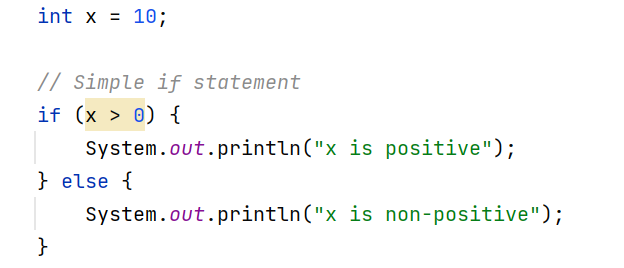 int x = 10;
// Simple if statement
if (x > 0) {
System.out.println("x is positive");
} else {
System.out.println("x is non-positive");
}